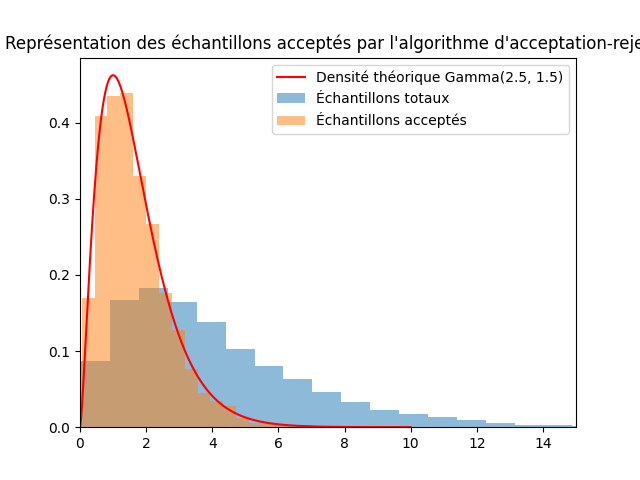 Représentation des échantillons acceptés par l'algorithme d'acceptation-reje
Densité théorique Gamma(2.5, 1.5)
Échantillons totaux
Échantillons acceptés
0.4
0.3
0.2
0.1
0.0
0 2 4 6 8 10 12 14